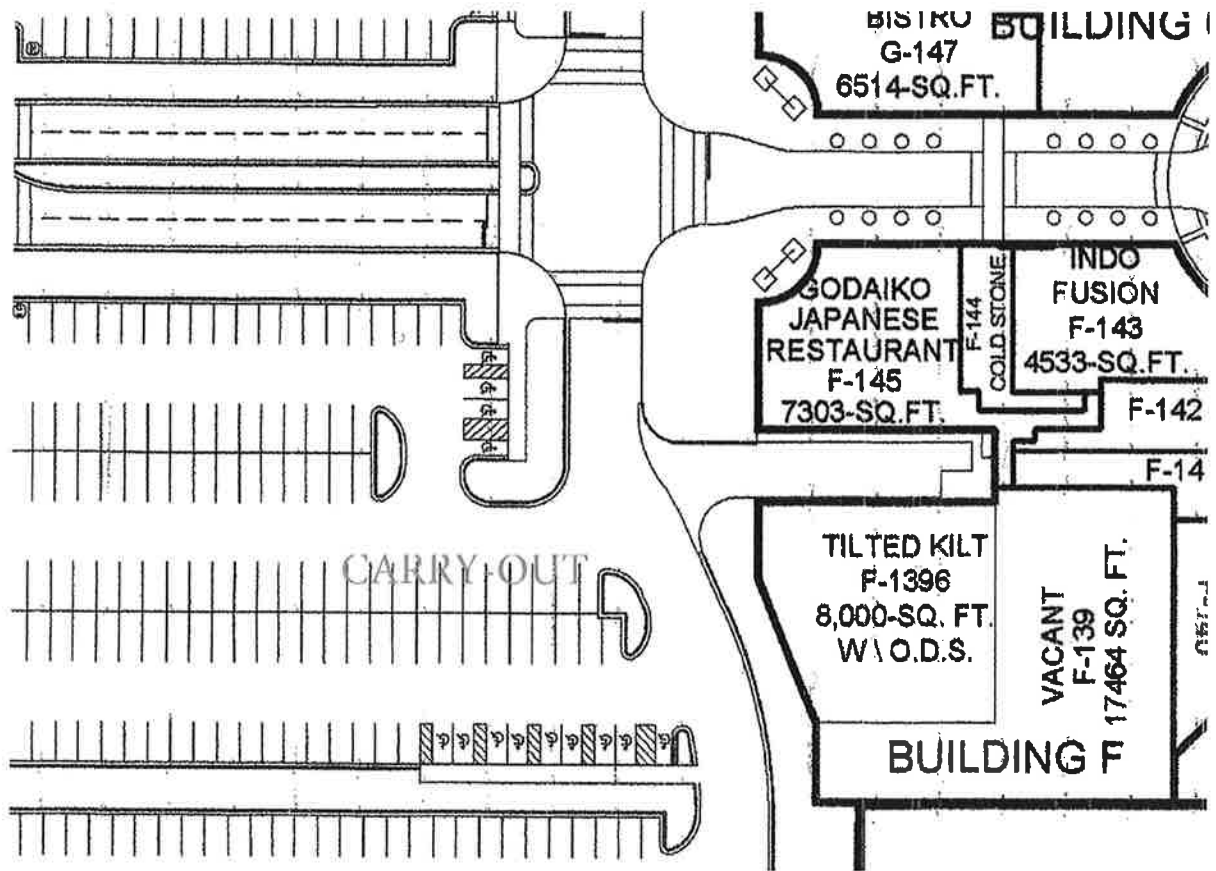 BISTRO
G-147
6514-SQ.FT.
BUILDING
GODAIKO
JAPANESE
RESTAURANT
F-145
7303-SQ.FT.
F-144
COLD STONE
INDO
FUSION
F-143
4533-SQ.FT.
F-142
F-14
CARRY-OUT
TILTED KILT
F-1396
8,000-SQ. FT.
W \ O.D.S.
VACANT
F-139
17464 SQ. FT.
BUILDING F